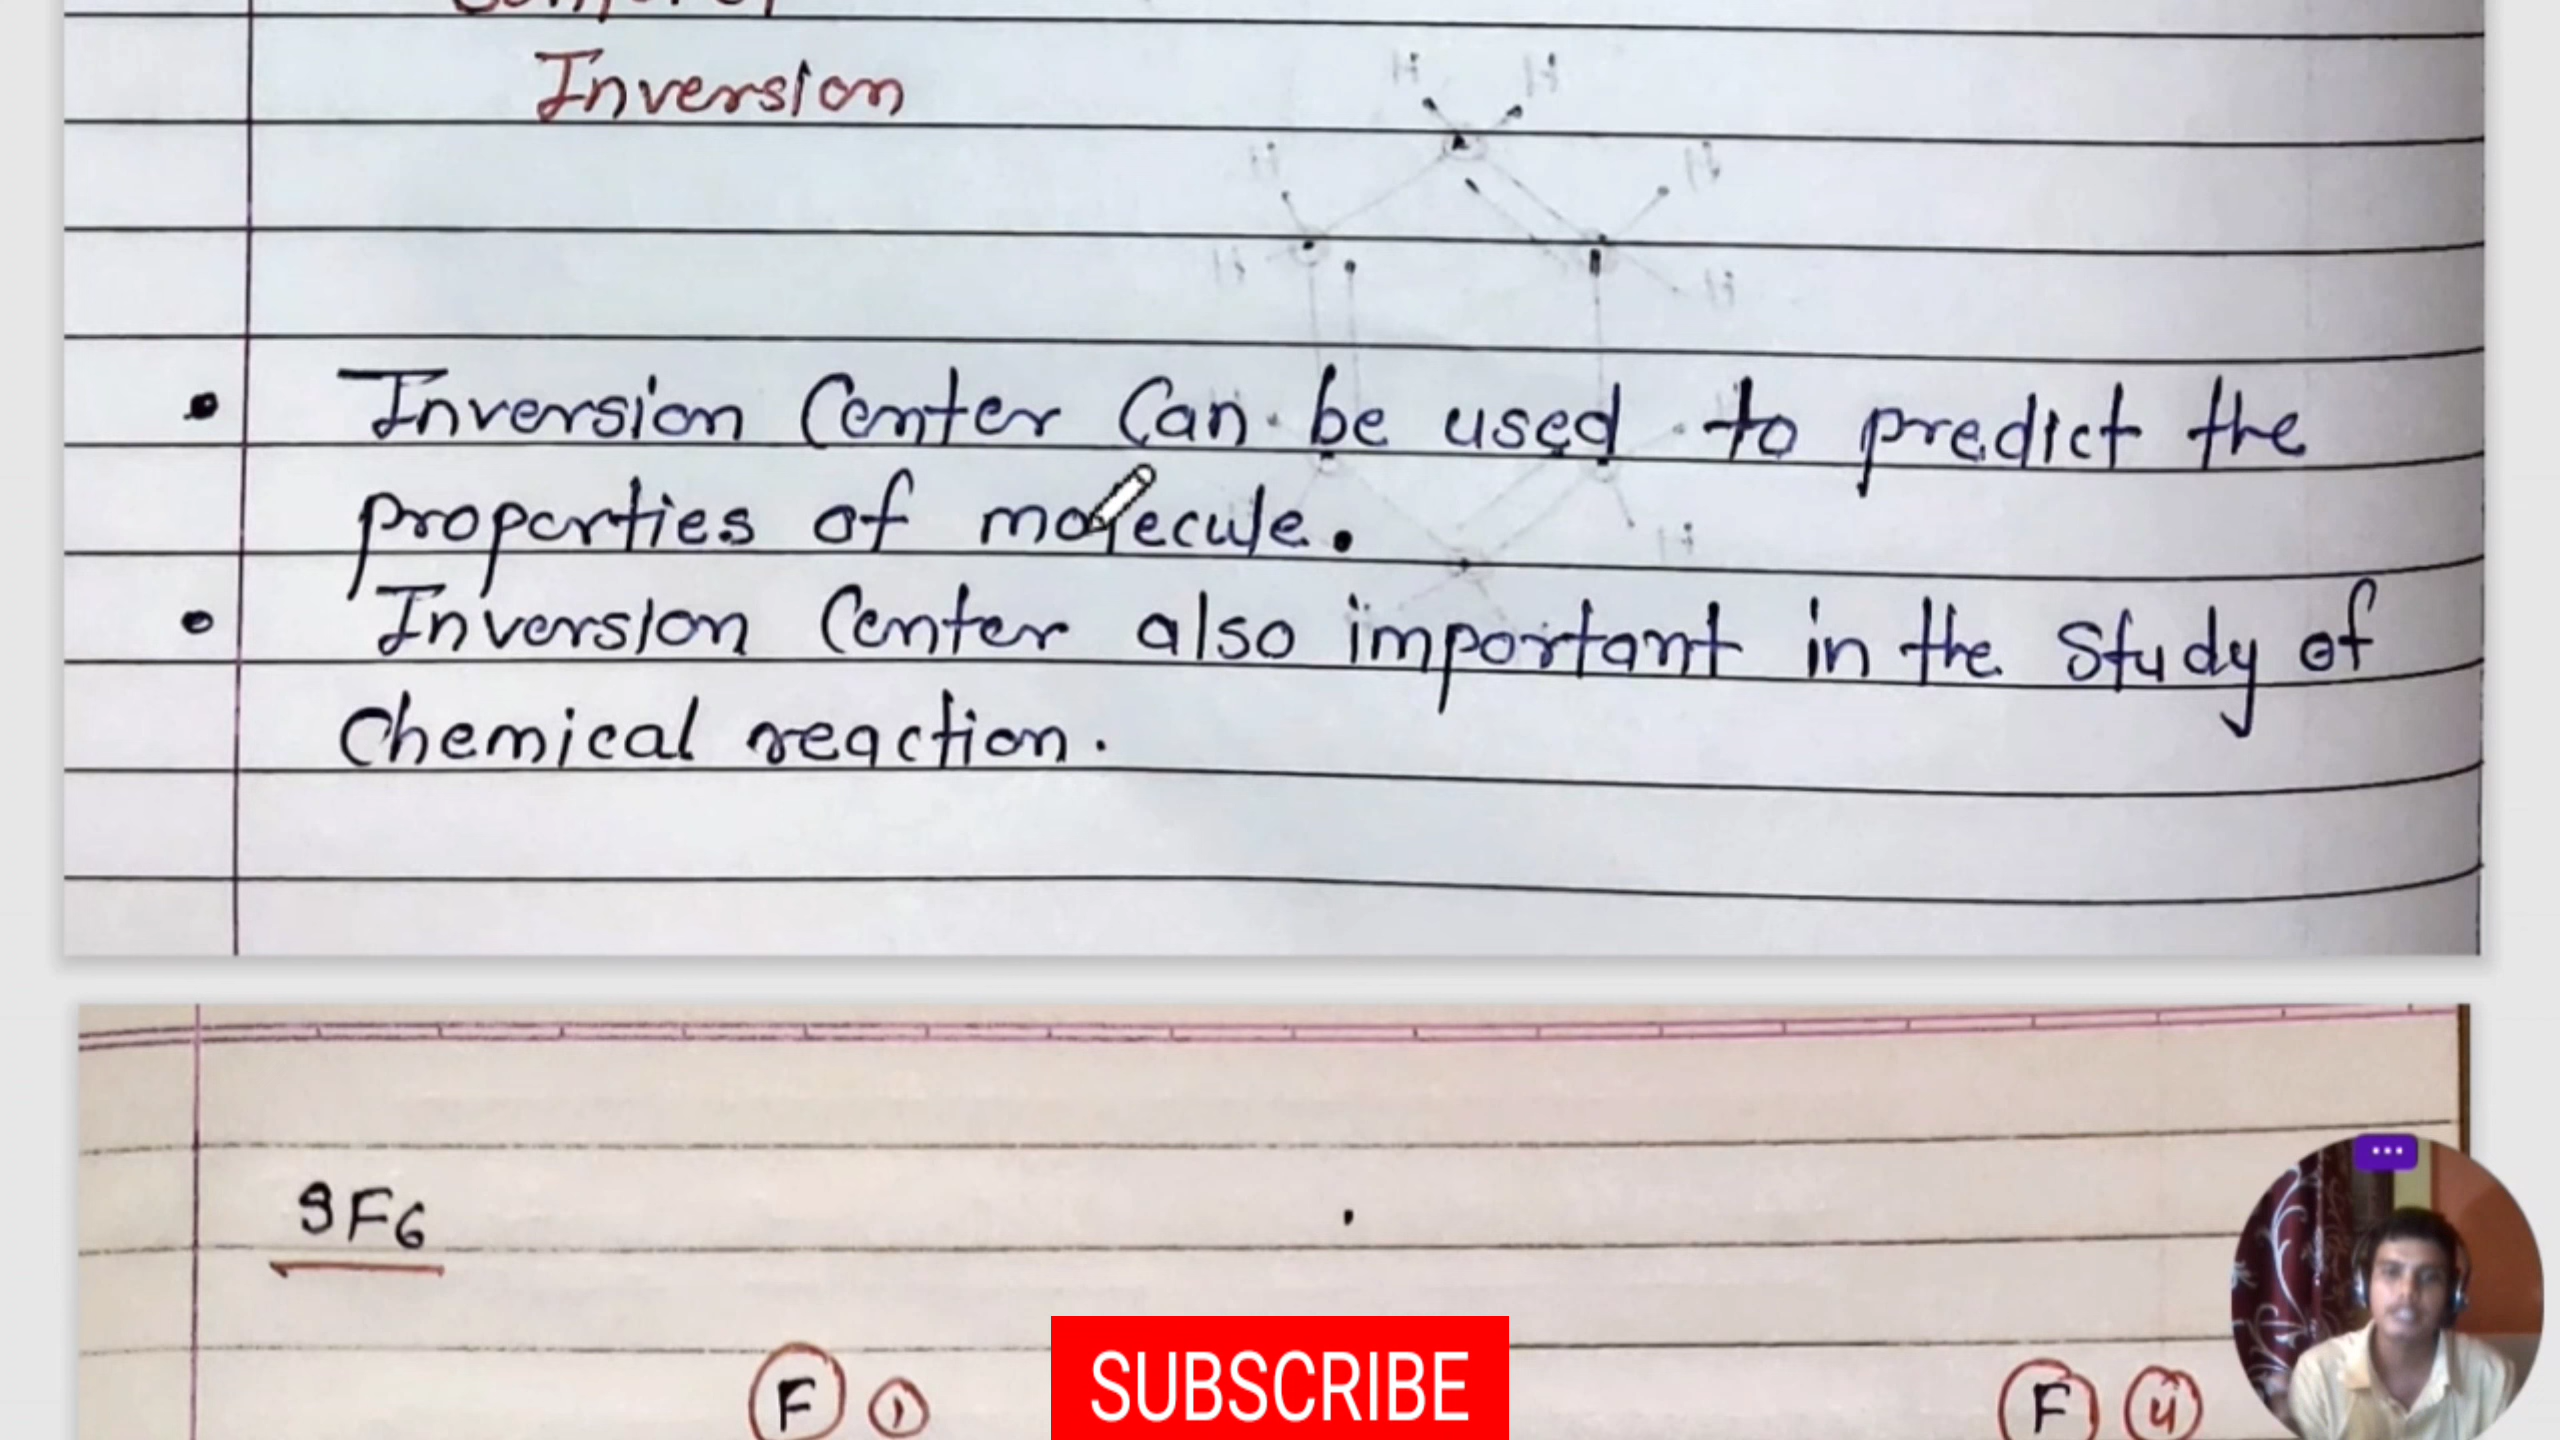 Inversion
• Inversion Center Can be used to predict the
properties of molecule.
• Inversion Center also important in the study of
Chemical reaction.
SF6
F 1
SUBSCRIBE
F 4